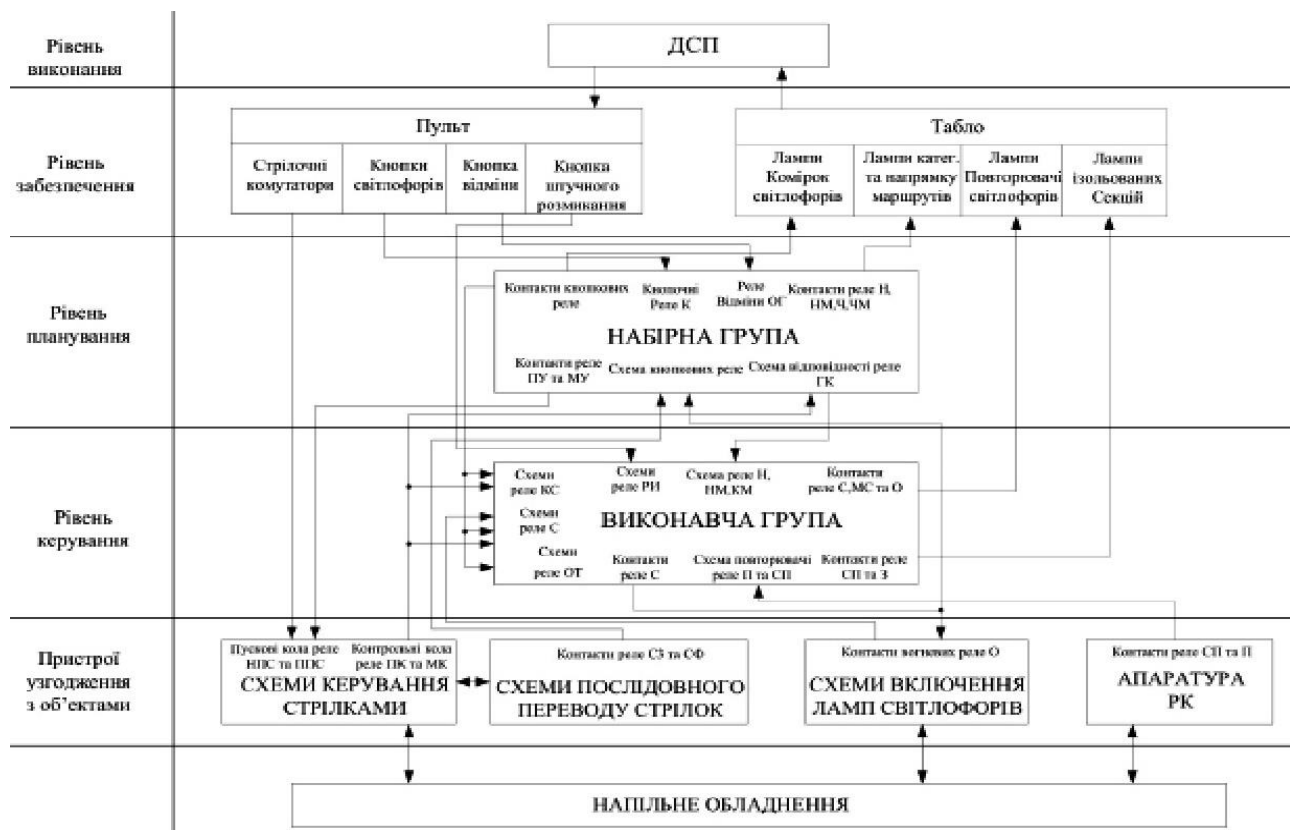 Рівень
виконання
ДСП
Рівень
забезпечення
Пульт
Стрілочні
комутатори
Кнопки
світлофорів
Кнопка
відміни
Кнопка
штучного
розмикання
Табло
Лампи
Комірок
світлофорів
Лампи катег.
та напрямку
маршрутів
Лампи
Повторювачі
світлофорів
Лампи
ізольованих
Секцій
Рівень
планування
Контакти кнопкових
реле
Кнопочні
Реле К
Реле
Відміни ОГ
Контакти реле Н,
НМ,Ч,ЧМ
НАБІРНА ГРУПА
Контакти реле
ПУ та МУ
Схема кнопкових реле
Схема відповідності реле
ГК
Рівень
керування
Схеми
реле КС
Схеми
реле РИ
Схема реле Н,
НМ,КМ
Контакти
реле С,МС та О
Схеми
реле С
ВИКОНАВЧА ГРУПА
Схеми
реле ОТ
Контакти
реле С
Схема повторювачі
реле П та СП
Контакти реле
СП та З
Пристрої
узгодження
з об’єктами
Пускові кола реле
НПС та ППС
Контрольні кола
реле ПК та МК
СХЕМИ КЕРУВАННЯ
СТРІЛКАМИ
Контакти реле СЗ та СФ
СХЕМИ ПОСЛІДОВНОГО
ПЕРЕВОДУ СТРІЛОК
Контакти вогневих реле О
СХЕМИ ВКЛЮЧЕННЯ
ЛАМП СВІТЛОФОРІВ
Контакти реле СП та П
АПАРАТУРА
РК
НАПІЛЬНЕ ОБЛАДНЕННЯ